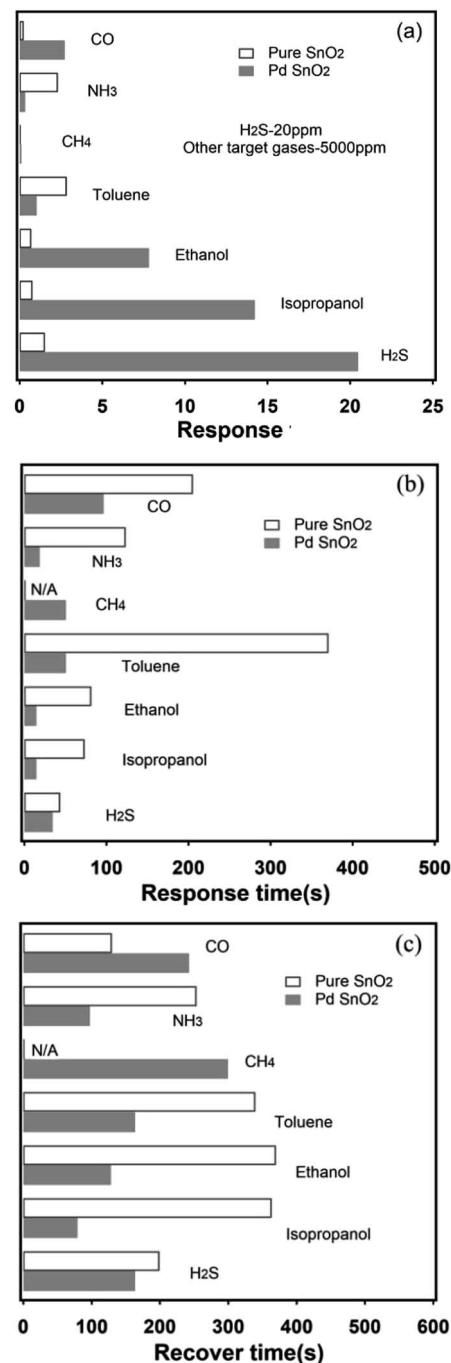 (a)
CO
Pure SnO2
Pd SnO2
NH3
H2S-20ppm
CH4
Other target gases-5000ppm
Toluene
Ethanol
Isopropanol
H2S
0 5 10 15 20 25
Response
(b)
CO
Pure SnO2
Pd SnO2
NH3
N/A
CH4
Toluene
Ethanol
Isopropanol
H2S
0 100 200 300 400 500
Response time(s)
(c)
CO
Pure SnO2
Pd SnO2
NH3
N/A
CH4
Toluene
Ethanol
Isopropanol
H2S
0 100 200 300 400 500 600
Recover time(s)